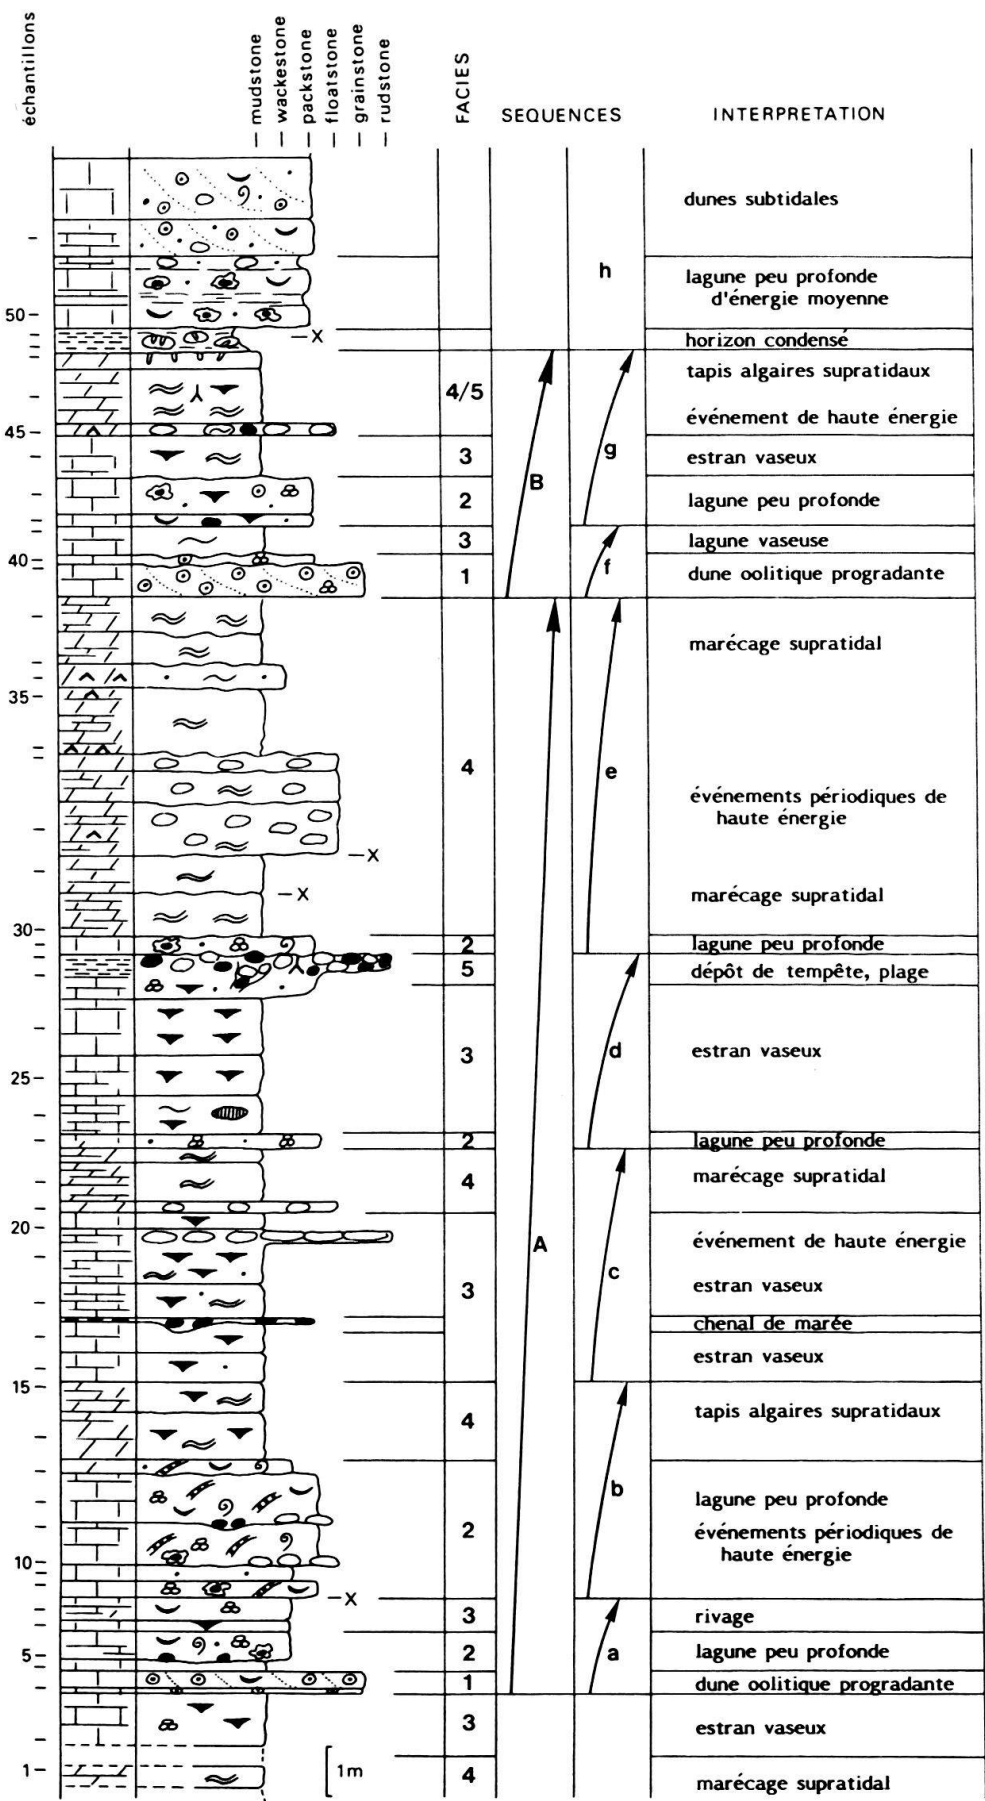 échantillons
mudstone
wackestone
packstone
floatstone
grainstone
rudstone
FACIES
SEQUENCES
INTERPRETATION
dunes subtidales
h
lagune peu profonde
d'énergie moyenne
50
X
horizon condensé
tapis algaires supratidaux
4/5
événement de haute énergie
45
g
3
estran vaseux
B
2
lagune peu profonde
3
lagune vaseuse
40
f
1
dune oolitique progradante
marécage supratidal
35
4
e
événements périodiques de
haute énergie
X
X
marécage supratidal
30
2
lagune peu profonde
5
dépôt de tempête, plage
d
3
estran vaseux
25
2
lagune peu profonde
4
marécage supratidal
20
A
événement de haute énergie
c
3
estran vaseux
chenal de marée
estran vaseux
15
4
tapis algaires supratidaux
b
lagune peu profonde
2
événements périodiques de
haute énergie
10
X
3
rivage
5
2
a
lagune peu profonde
1
dune oolitique progradante
3
estran vaseux
1
1m
4
marécage supratidal